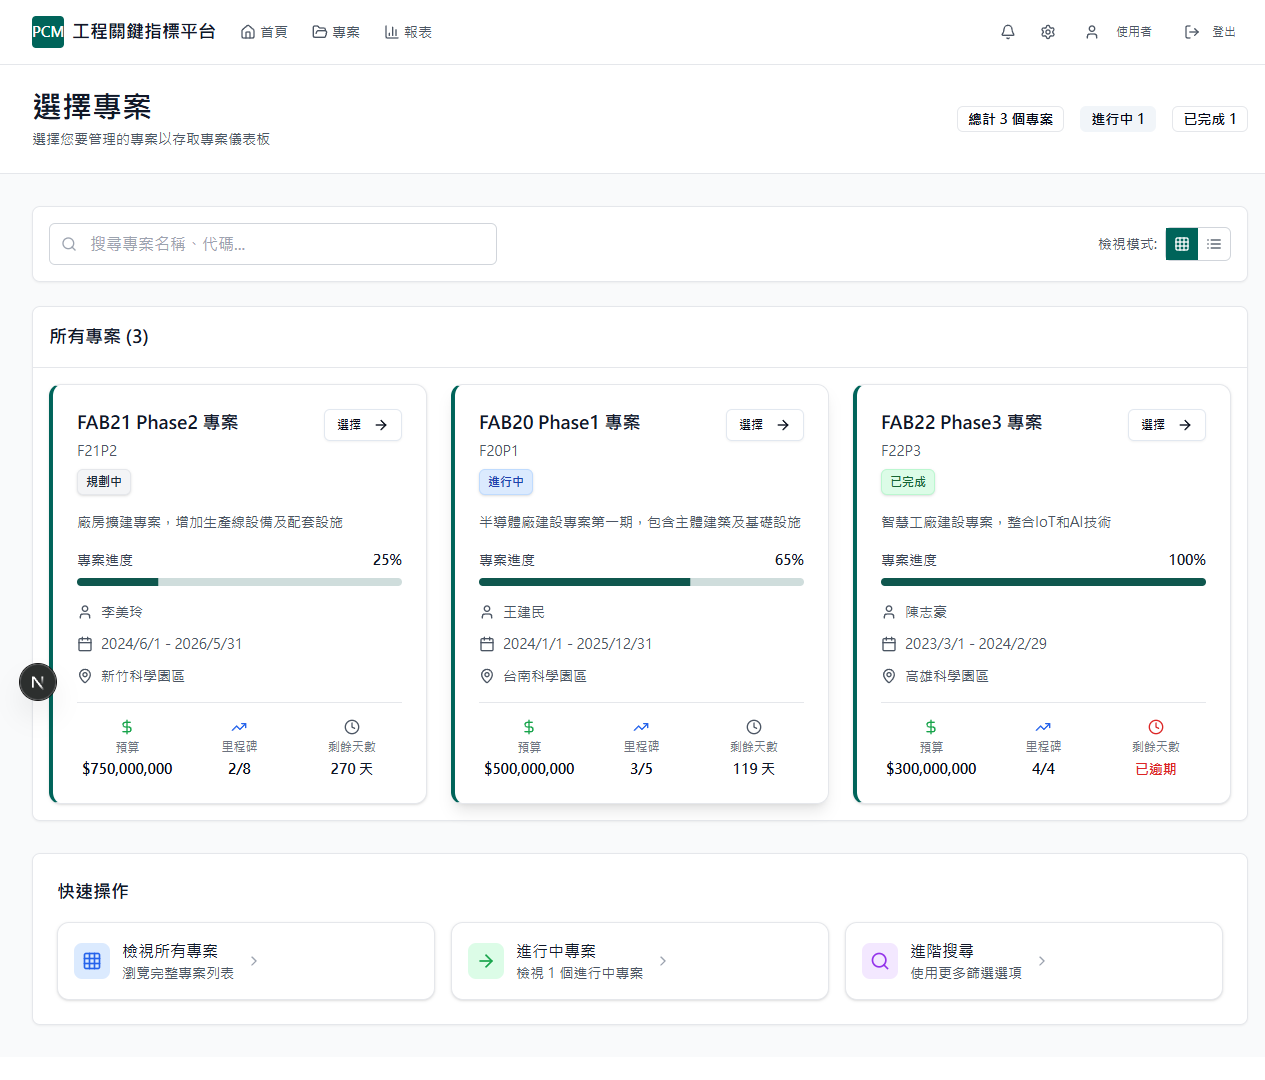 PCM 工程關鍵指標平台 首頁 專案 報表 使用者 登出
選擇專案
選擇您要管理的專案以存取專案儀表板
總計 3 個專案 進行中 1 已完成 1
搜尋專案名稱、代碼... 檢視模式:
所有專案 (3)
FAB21 Phase2 專案 選擇
F21P2
規劃中
廠房擴建專案，增加生產線設備及配套設施
專案進度 25%
李美玲
2024/6/1 - 2026/5/31
新竹科學園區
預算 里程碑 剩餘天數
$750,000,000 2/8 270 天
FAB20 Phase1 專案 選擇
F20P1
進行中
半導體廠建設專案第一期，包含主體建築及基礎設施
專案進度 65%
王建民
2024/1/1 - 2025/12/31
台南科學園區
預算 里程碑 剩餘天數
$500,000,000 3/5 119 天
FAB22 Phase3 專案 選擇
F22P3
已完成
智慧工廠建設專案，整合IoT和AI技術
專案進度 100%
陳志豪
2023/3/1 - 2024/2/29
高雄科學園區
預算 里程碑 剩餘天數
$300,000,000 4/4 已逾期
N
快速操作
檢視所有專案
瀏覽完整專案列表
進行中專案
檢視 1 個進行中專案
進階搜尋
使用更多篩選選項